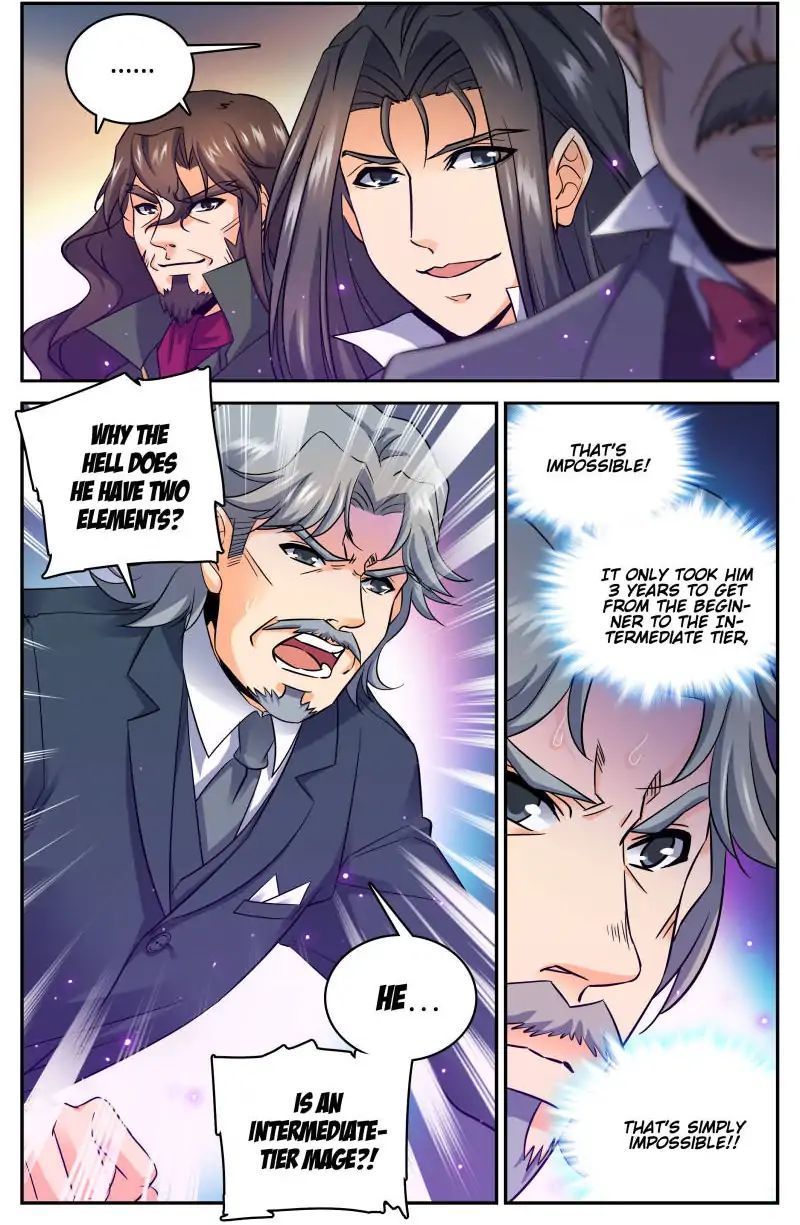 ......
WHY THE
HELL DOES
HE HAVE TWO
ELEMENTS?
HE...
IS AN
INTERMEDIATE-
TIER MAGE?!
THAT'S
IMPOSSIBLE!
IT ONLY TOOK HIM
3 YEARS TO GET
FROM THE BEGIN-
NER TO THE IN-
TERMEDIATE TIER,
THAT'S SIMPLY
IMPOSSIBLE!!